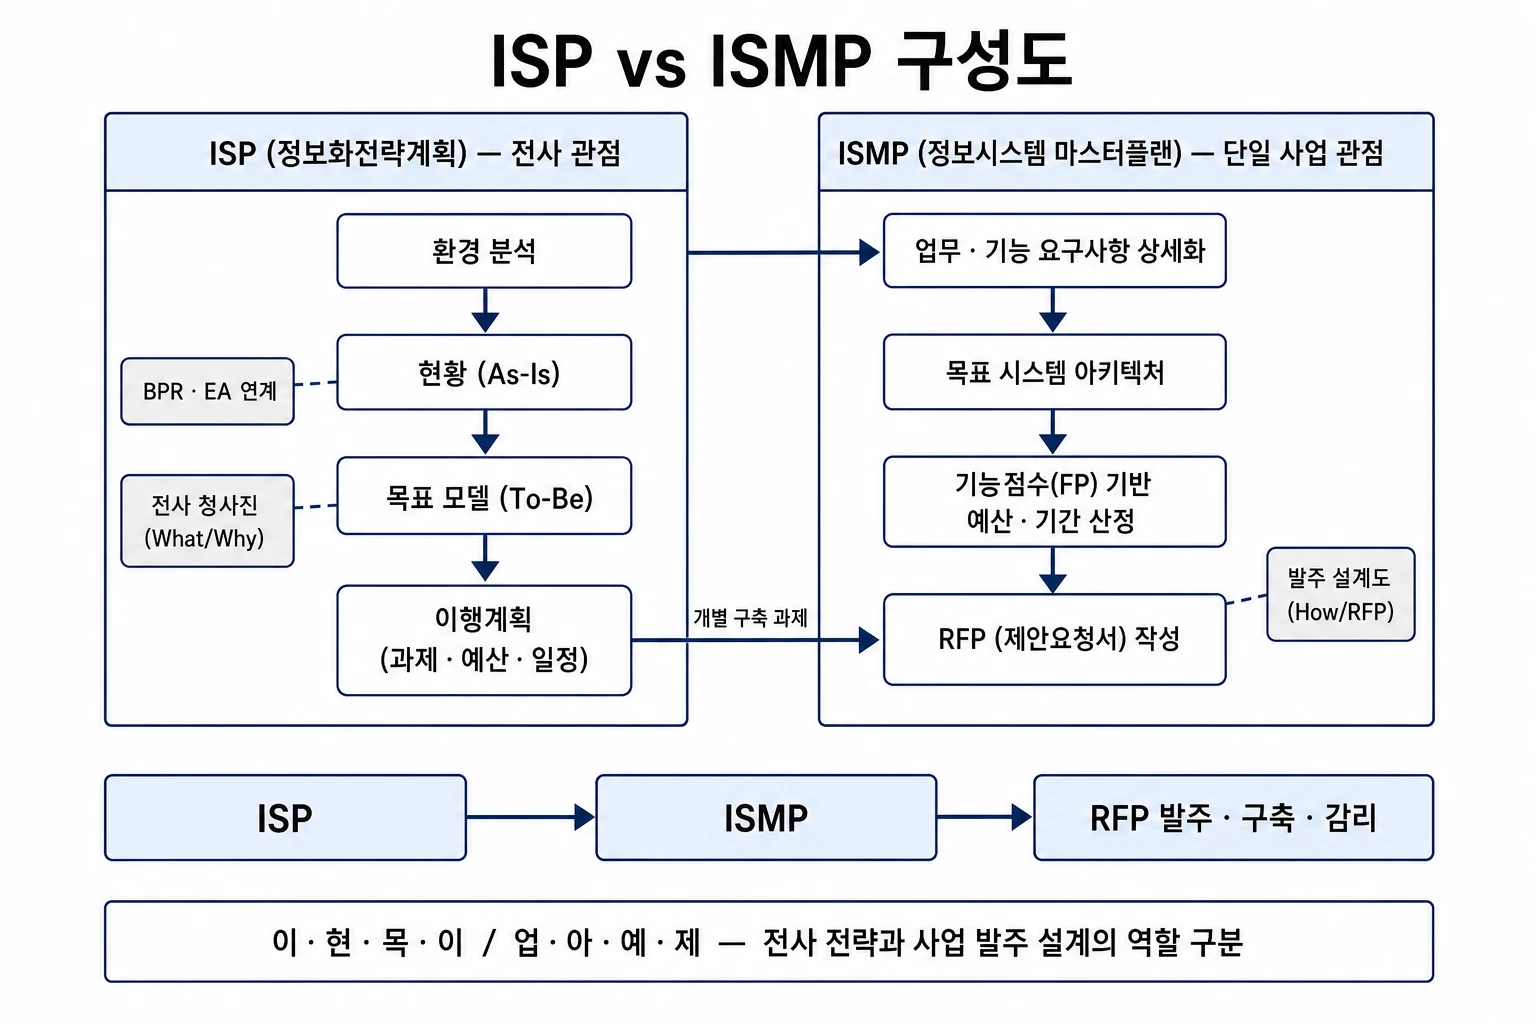 ISP vs ISMP 구성도
ISP (정보화전략계획) — 전사 관점
환경 분석
현황 (As-Is)
BPR · EA 연계
목표 모델 (To-Be)
전사 청사진
(What/Why)
이행계획
(과제 · 예산 · 일정)
개별 구축 과제
ISMP (정보시스템 마스터플랜) — 단일 사업 관점
업무 · 기능 요구사항 상세화
목표 시스템 아키텍처
기능점수(FP) 기반
예산 · 기간 산정
RFP (제안요청서) 작성
발주 설계도
(How/RFP)
ISP
ISMP
RFP 발주 · 구축 · 감리
이 · 현 · 목 · 이 / 업 · 아 · 예 · 제 — 전사 전략과 사업 발주 설계의 역할 구분